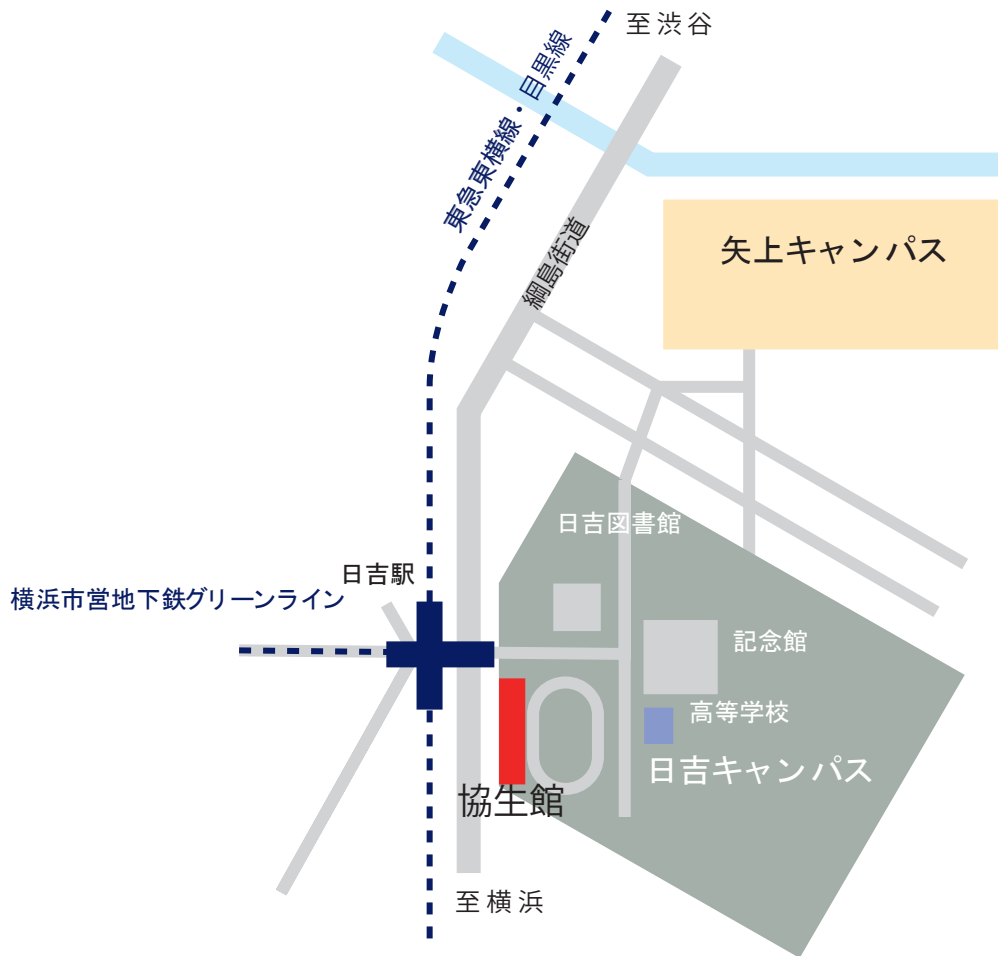 至渋谷
東急東横線・目黒線
綱島街道
矢上キャンパス
日吉図書館
日吉駅
横浜市営地下鉄グリーンライン
記念館
高等学校
日吉キャンパス
協生館
至横浜